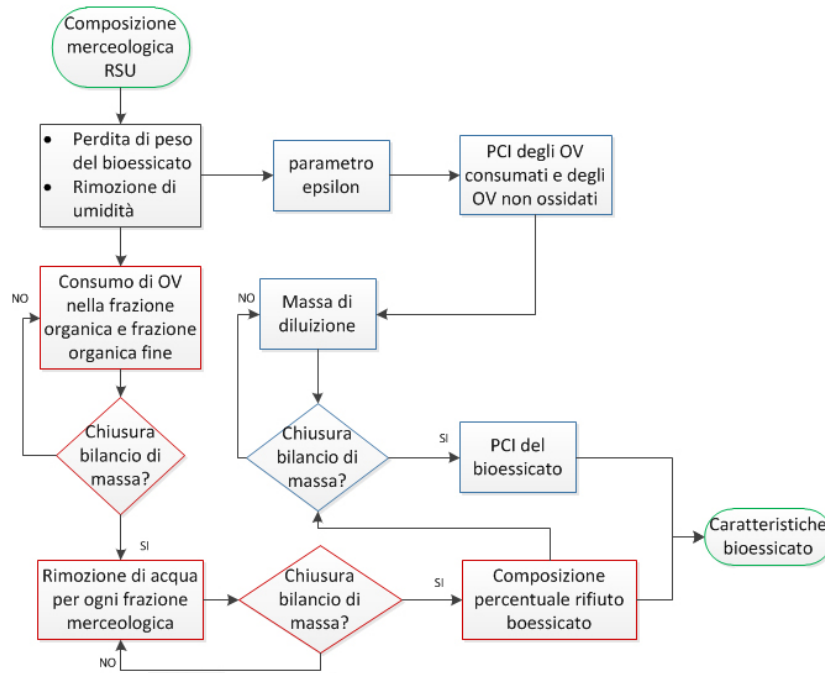 Composizione
merceologica
RSU
• Perdita di peso
del bioessicato
• Rimozione di
umidità
parametro
epsilon
PCI degli OV
consumati e degli
OV non ossidati
Consumo di OV
nella frazione
organica e frazione
organica fine
NO
Massa di
diluizione
NO
Chiusura
bilancio di
massa?
Chiusura
bilancio di
massa?
SI
PCI del
bioessicato
SI
Caratteristiche
bioessicato
Rimozione di acqua
per ogni frazione
merceologica
Chiusura
bilancio di
massa?
SI
Composizione
percentuale rifiuto
boessicato
NO